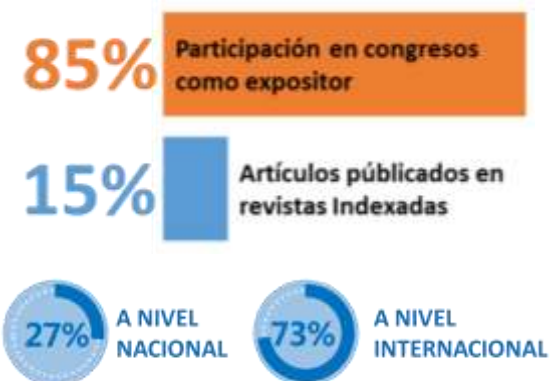 85%
Participación en congresos
como expositor
15%
Artículos públicados en
revistas Indexadas
27%
A NIVEL
NACIONAL
73%
A NIVEL
INTERNACIONAL